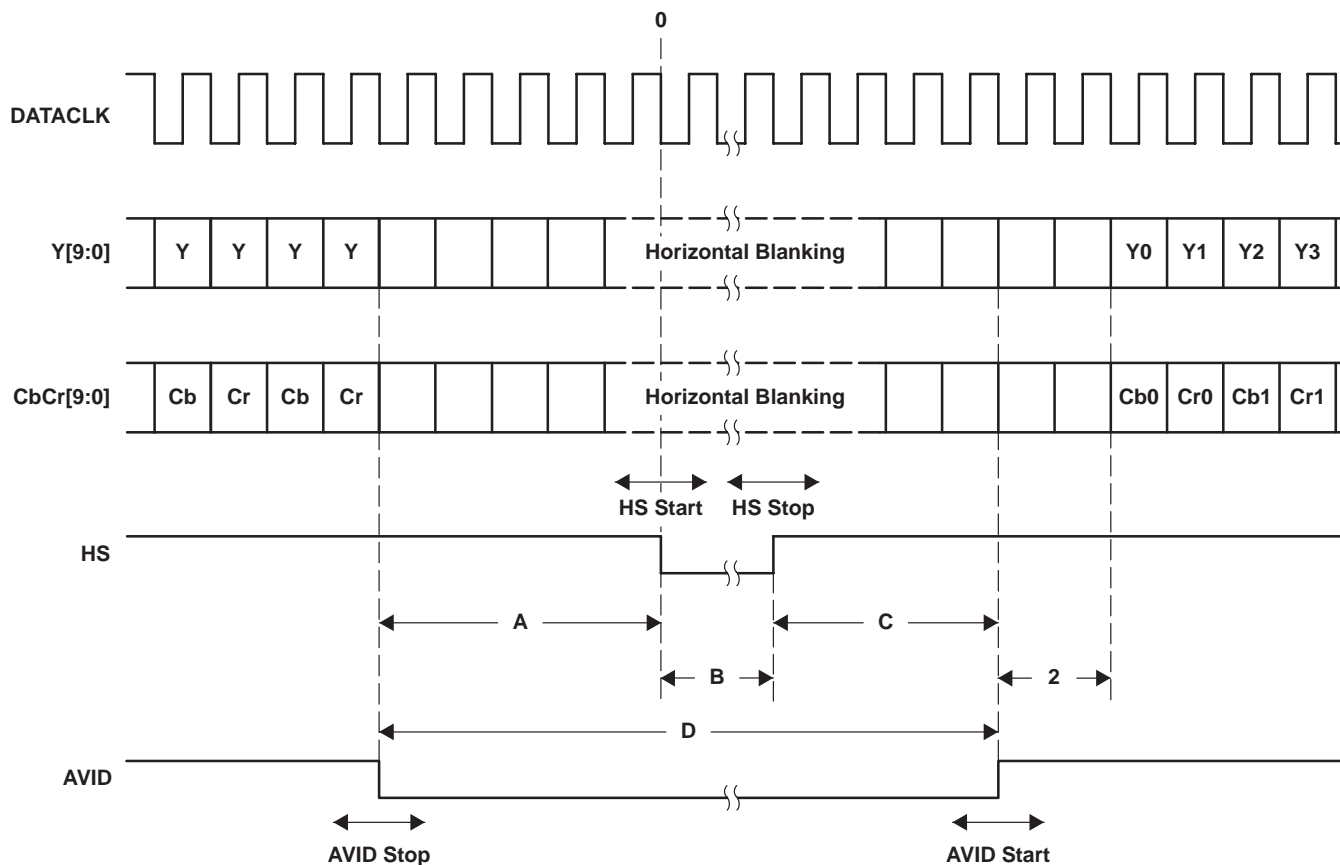 0
DATACLK
Y[9:0] Y Y Y Y Horizontal Blanking Y0 Y1 Y2 Y3
CbCr[9:0] Cb Cr Cb Cr Horizontal Blanking Cb0 Cr0 Cb1 Cr1
HS Start HS Stop
HS
A C
B 2
D
AVID
AVID Stop AVID Start